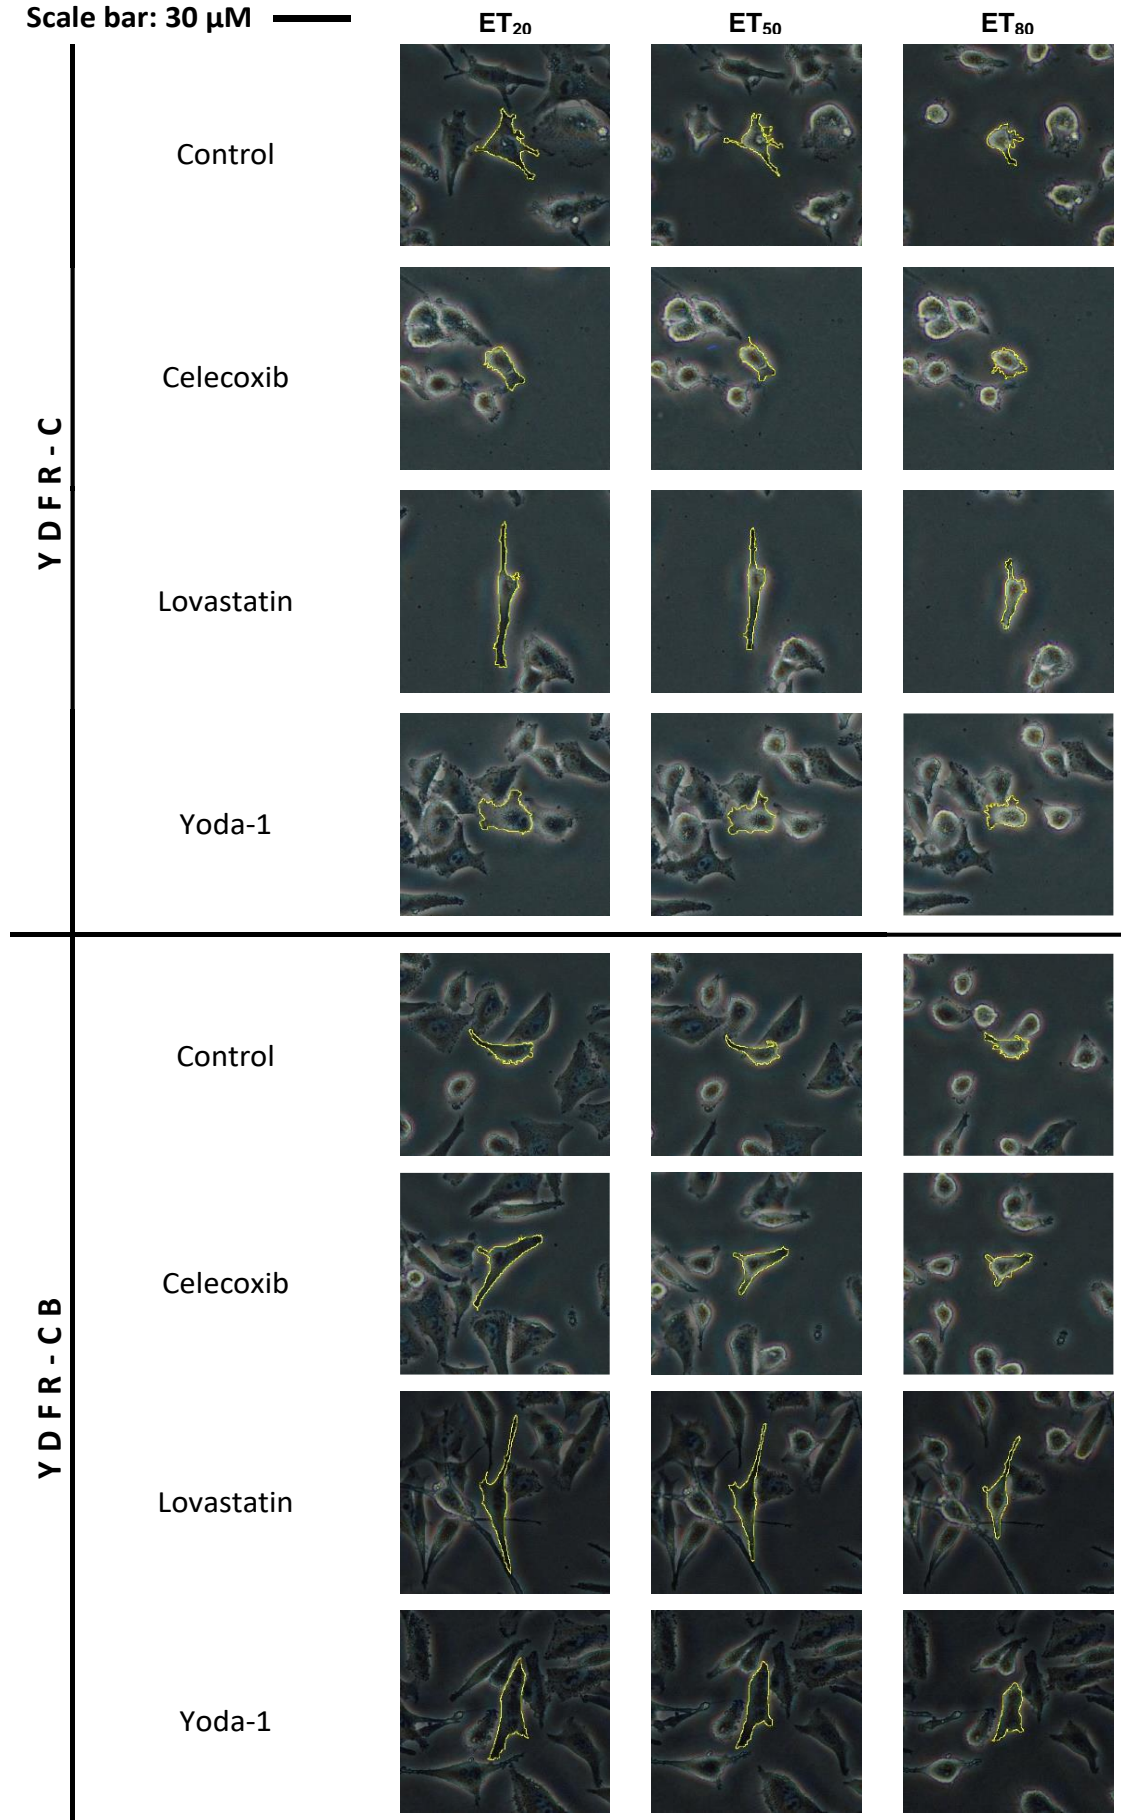 Scale bar: 30 µM
ET20 ET50 ET80
YDFR-C
Control
Celecoxib
Lovastatin
Yoda-1
YDFR-CB
Control
Celecoxib
Lovastatin
Yoda-1